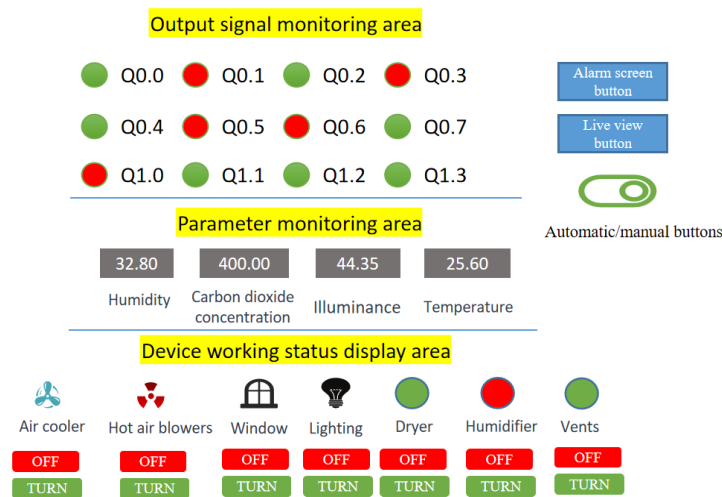 Output signal monitoring area
Q0.0 Q0.1 Q0.2 Q0.3
Alarm screen
button
Q0.4 Q0.5 Q0.6 Q0.7
Live view
button
Q1.0 Q1.1 Q1.2 Q1.3
Automatic/manual buttons
Parameter monitoring area
32.80 400.00 44.35 25.60
Humidity Carbon dioxide
concentration Illuminance Temperature
Device working status display area
Air cooler Hot air blowers Window Lighting Dryer Humidifier Vents
OFF OFF OFF OFF OFF OFF OFF
TURN TURN TURN TURN TURN TURN TURN